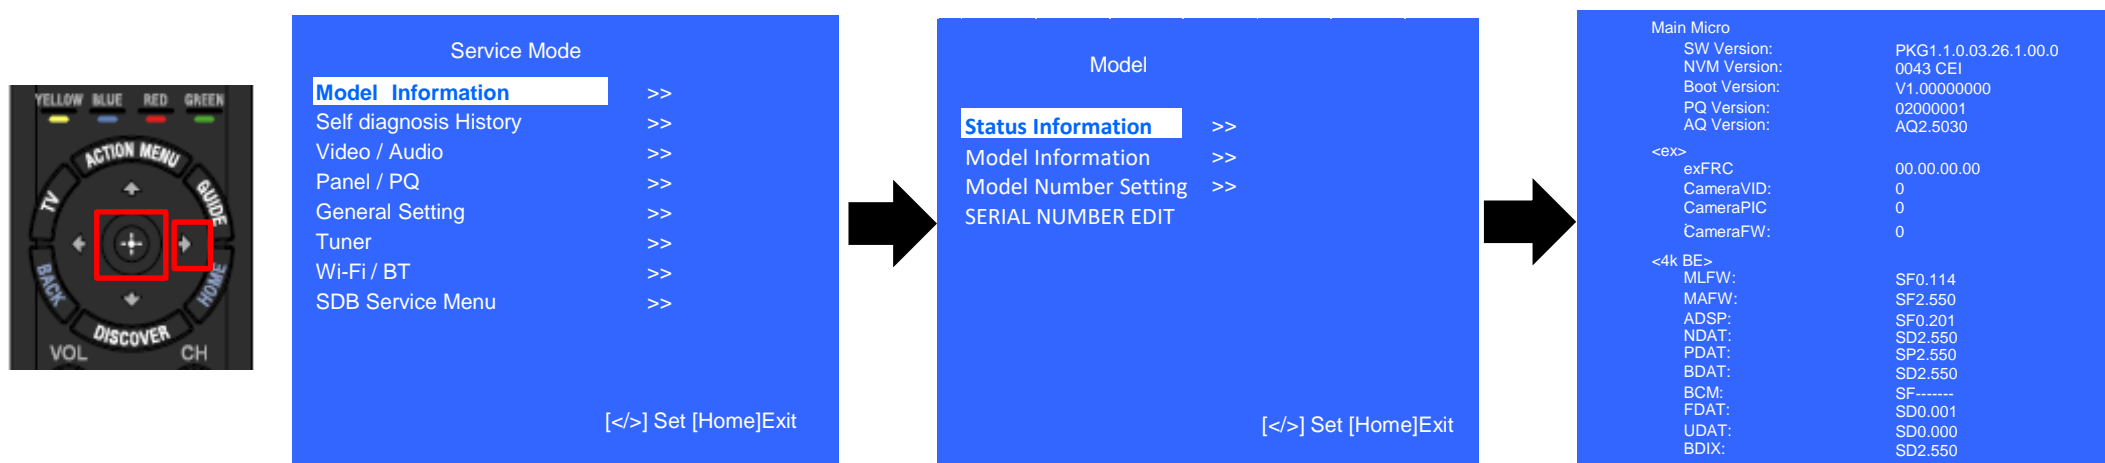 YELLOW BLUE RED GREEN
ACTION MENU
TV
GUIDE
BACK
HOME
DISCOVER
VOL CH
Service Mode
Model Information >>
Self diagnosis History >>
Video / Audio >>
Panel / PQ >>
General Setting >>
Tuner >>
Wi-Fi / BT >>
SDB Service Menu >>
[</>] Set [Home]Exit
Model
Status Information >>
Model Information >>
Model Number Setting >>
SERIAL NUMBER EDIT
[</>] Set [Home]Exit
Main Micro
SW Version: PKG1.1.0.03.26.1.00.0
NVM Version: 0043 CEI
Boot Version: V1.00000000
PQ Version: 02000001
AQ Version: AQ2.5030
<ex>
exFRC 00.00.00.00
CameraVID: 0
CameraPIC 0
CameraFW: 0
<4k BE>
MLFW: SF0.114
MAFW: SF2.550
ADSP: SF0.201
NDAT: SD2.550
PDAT: SP2.550
BDAT: SD2.550
BCM: SF-------
FDAT: SD0.001
UDAT: SD0.000
BDIX: SD2.550